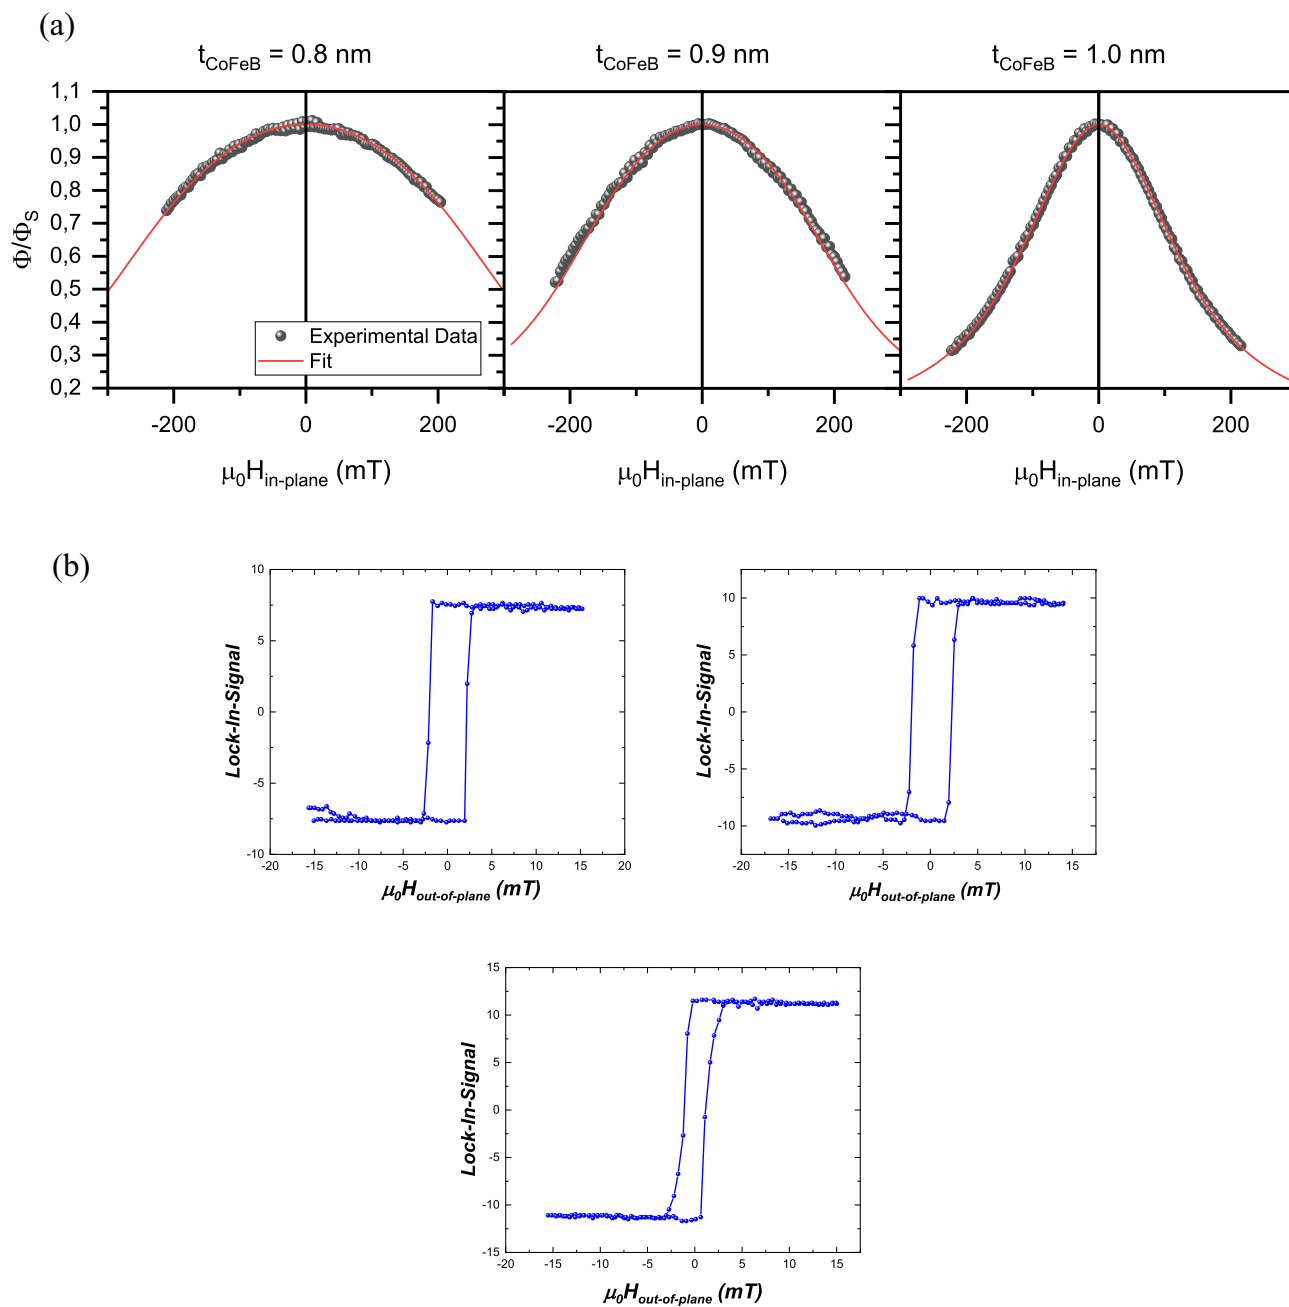 (a)
t_CoFeB = 0.8 nm
t_CoFeB = 0.9 nm
t_CoFeB = 1.0 nm
Φ/Φ_S
1,1
1,0
0,9
0,8
0,7
0,6
0,5
0,4
0,3
0,2
Experimental Data
Fit
-200 0 200
-200 0 200
-200 0 200
μ₀H_in-plane (mT)
μ₀H_in-plane (mT)
μ₀H_in-plane (mT)
(b)
Lock-In-Signal
10
5
0
-5
-10
-20 -15 -10 -5 0 5 10 15 20
μ₀H_out-of-plane (mT)
Lock-In-Signal
10
5
0
-5
-10
-20 -15 -10 -5 0 5 10 15
μ₀H_out-of-plane (mT)
Lock-In-Signal
15
10
5
0
-5
-10
-15
-20 -15 -10 -5 0 5 10 15
μ₀H_out-of-plane (mT)